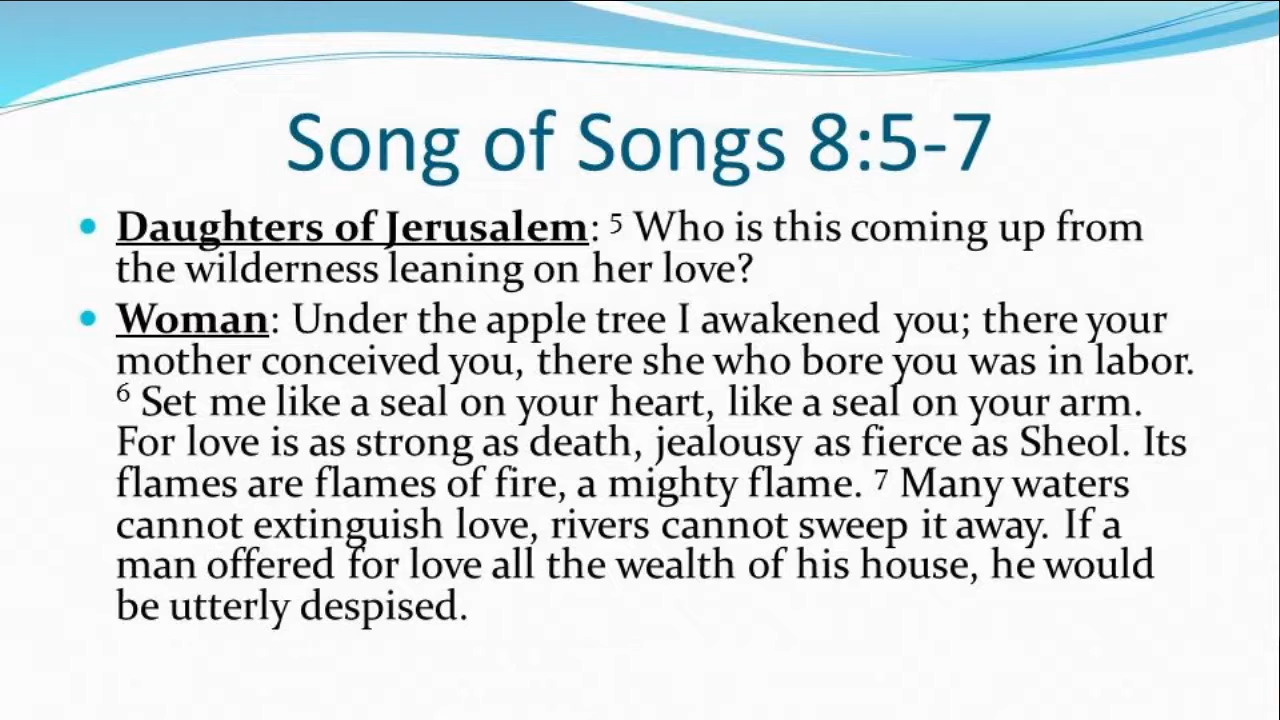 Song of Songs 8:5-7
• Daughters of Jerusalem: ⁵ Who is this coming up from
the wilderness leaning on her love?
• Woman: Under the apple tree I awakened you; there your
mother conceived you, there she who bore you was in labor.
⁶ Set me like a seal on your heart, like a seal on your arm.
For love is as strong as death, jealousy as fierce as Sheol. Its
flames are flames of fire, a mighty flame. ⁷ Many waters
cannot extinguish love, rivers cannot sweep it away. If a
man offered for love all the wealth of his house, he would
be utterly despised.